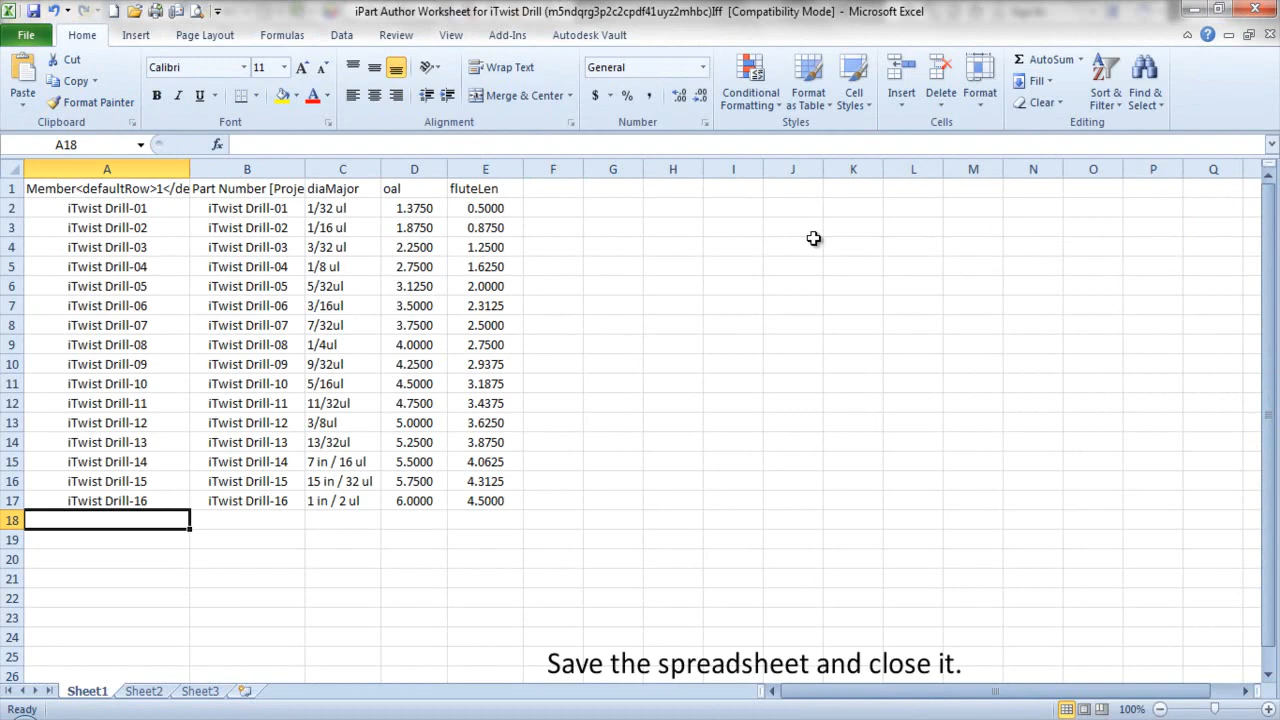 iPart Author Worksheet for iTwist Drill (m5ndqrg3p2c2cpdf41uyz2mhbc1ff [Compatibility Mode] - Microsoft Excel
File Home Insert Page Layout Formulas Data Review View Add-Ins Autodesk Vault
Paste Cut Copy Format Painter
Calibri 11
B I U
Wrap Text
Merge & Center
General
$ % ,
Conditional Formatting
Format as Table
Cell Styles
Insert Delete Format
AutoSum
Fill
Clear
Sort & Filter
Find & Select
Clipboard Font Alignment Number Styles Cells Editing
A18 fx
A B C D E F G H I J K L M N O P Q
1 Member<defaultRow>1</de Part Number [Proje diaMajor oal fluteLen
2 iTwist Drill-01 iTwist Drill-01 1/32 ul 1.3750 0.5000
3 iTwist Drill-02 iTwist Drill-02 1/16 ul 1.8750 0.8750
4 iTwist Drill-03 iTwist Drill-03 3/32 ul 2.2500 1.2500
5 iTwist Drill-04 iTwist Drill-04 1/8 ul 2.7500 1.6250
6 iTwist Drill-05 iTwist Drill-05 5/32ul 3.1250 2.0000
7 iTwist Drill-06 iTwist Drill-06 3/16ul 3.5000 2.3125
8 iTwist Drill-07 iTwist Drill-07 7/32ul 3.7500 2.5000
9 iTwist Drill-08 iTwist Drill-08 1/4ul 4.0000 2.7500
10 iTwist Drill-09 iTwist Drill-09 9/32ul 4.2500 2.9375
11 iTwist Drill-10 iTwist Drill-10 5/16ul 4.5000 3.1875
12 iTwist Drill-11 iTwist Drill-11 11/32ul 4.7500 3.4375
13 iTwist Drill-12 iTwist Drill-12 3/8ul 5.0000 3.6250
14 iTwist Drill-13 iTwist Drill-13 13/32ul 5.2500 3.8750
15 iTwist Drill-14 iTwist Drill-14 7 in / 16 ul 5.5000 4.0625
16 iTwist Drill-15 iTwist Drill-15 15 in / 32 ul 5.7500 4.3125
17 iTwist Drill-16 iTwist Drill-16 1 in / 2 ul 6.0000 4.5000
18
19
20
21
22
23
24
25
26
Save the spreadsheet and close it.
Sheet1 Sheet2 Sheet3
Ready 100%